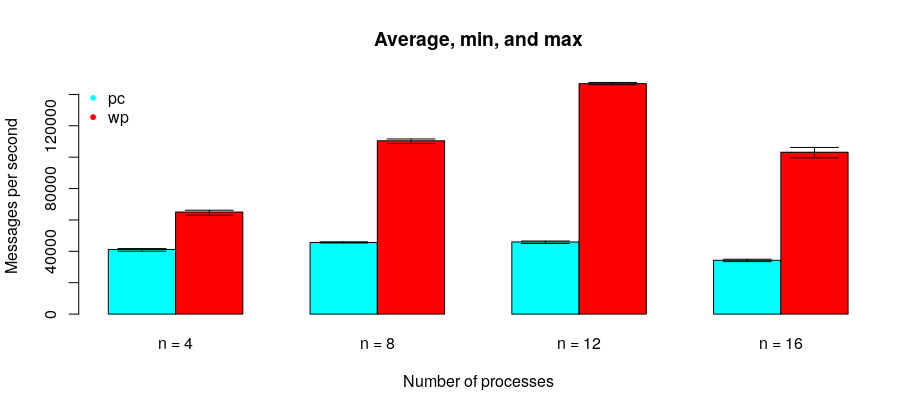 Average, min, and max
Messages per second
0
40000
80000
120000
pc
wp
n = 4
n = 8
n = 12
n = 16
Number of processes